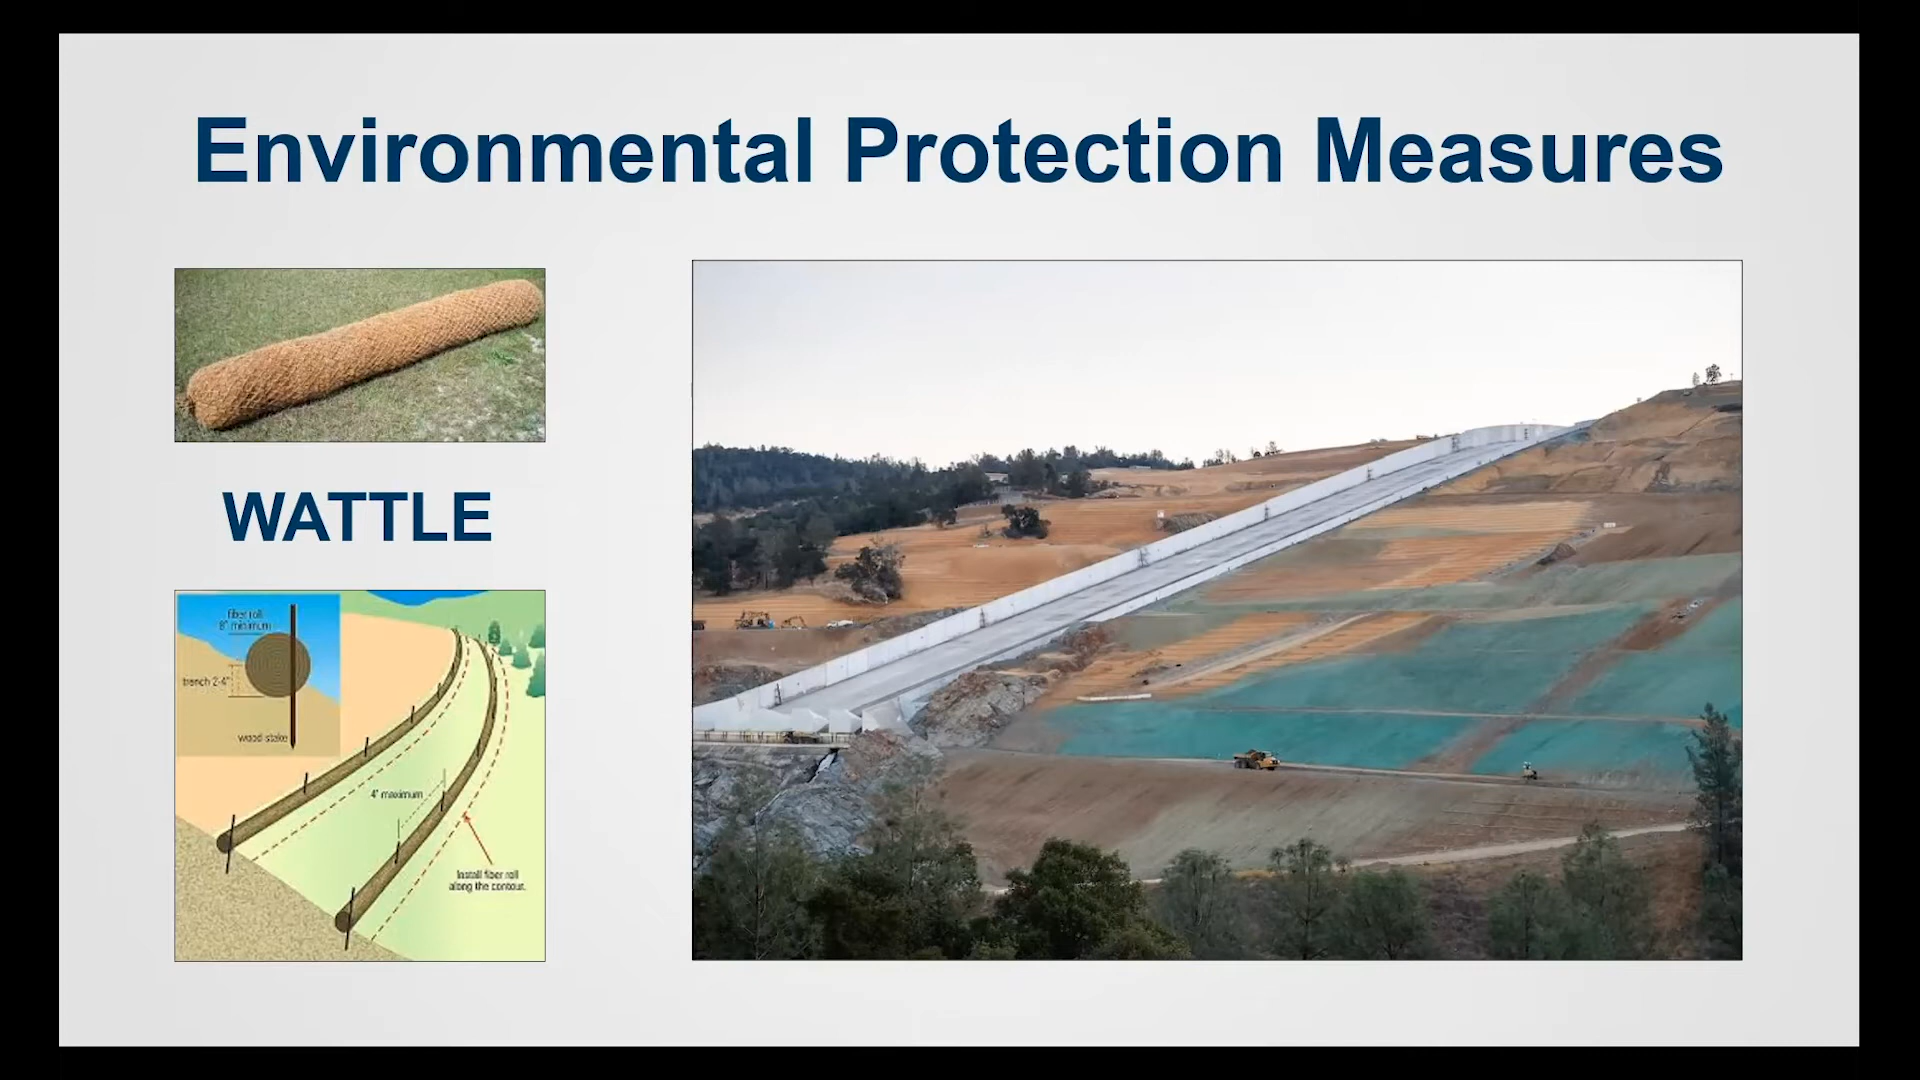 Environmental Protection Measures
WATTLE
fiber roll
8" minimum
trench 2-4"
wood stake
4' maximum
Install fiber roll
along the contour.